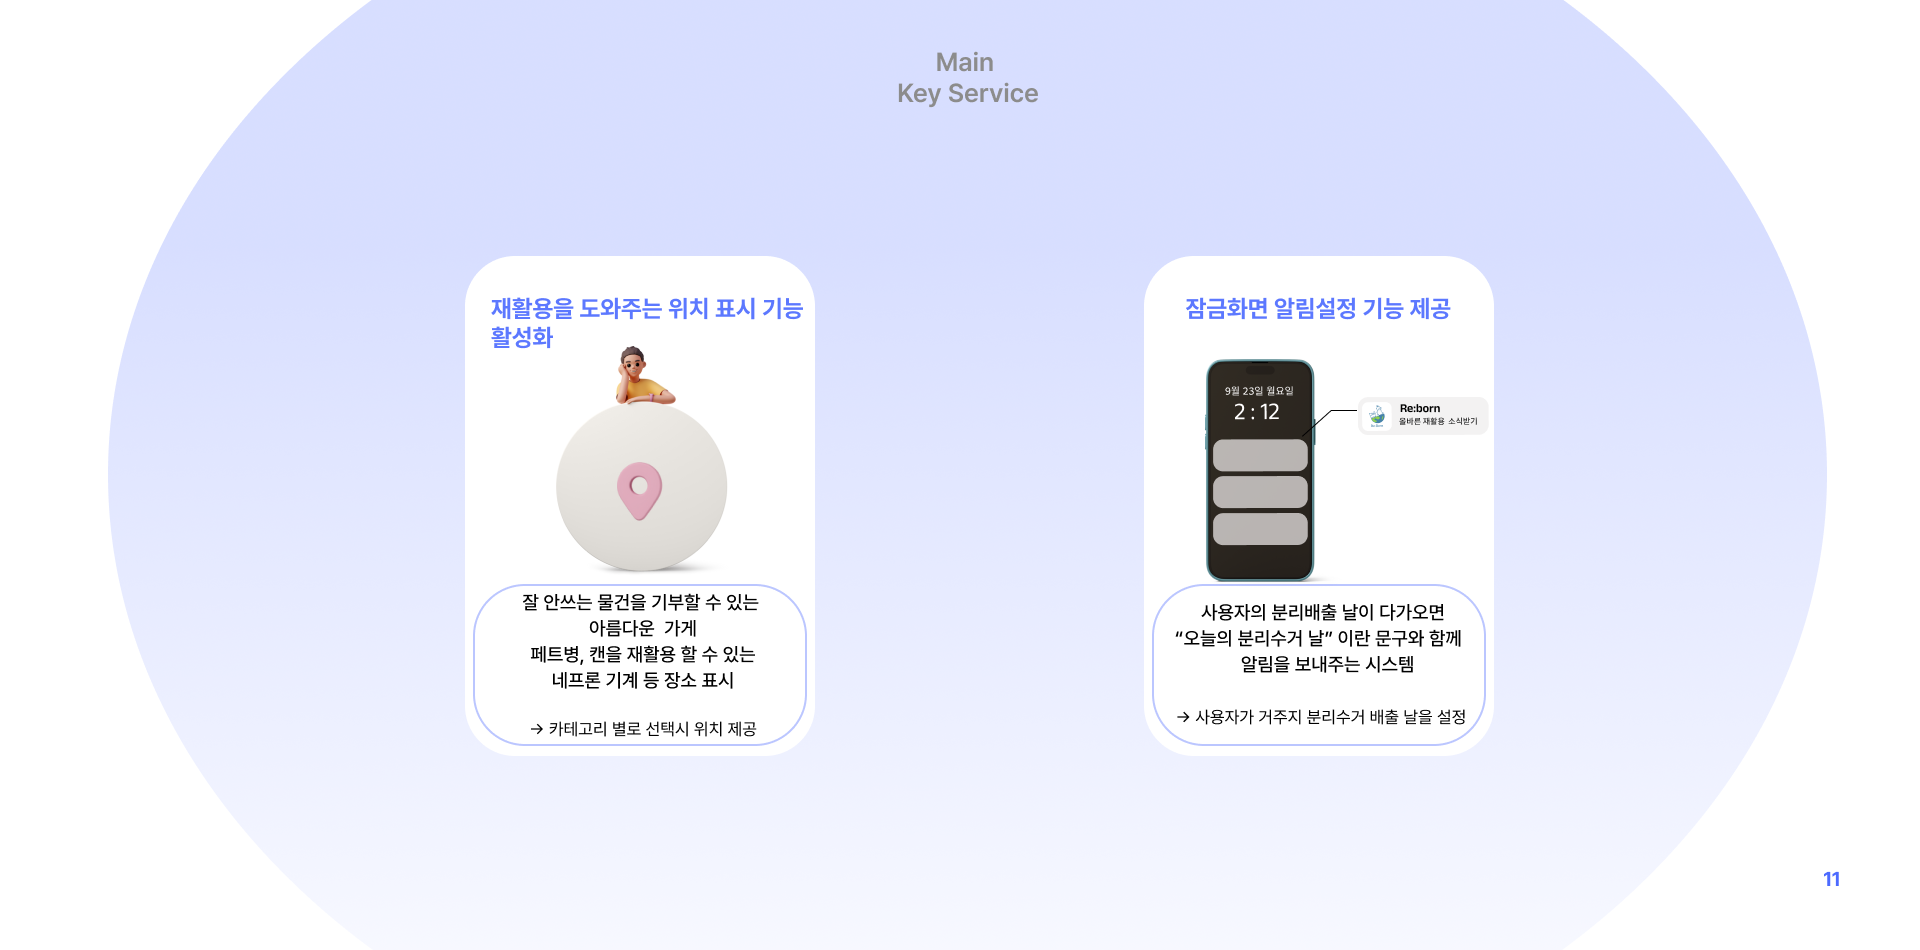 Main
Key Service
재활용을 도와주는 위치 표시 기능
활성화
잘 안쓰는 물건을 기부할 수 있는
아름다운 가게
페트병, 캔을 재활용 할 수 있는
네프론 기계 등 장소 표시
→ 카테고리 별로 선택시 위치 제공
잠금화면 알림설정 기능 제공
9월 23일 월요일
2 : 12
Re:born
올바른 재활용 소식받기
사용자의 분리배출 날이 다가오면
“오늘의 분리수거 날” 이란 문구와 함께
알림을 보내주는 시스템
→ 사용자가 거주지 분리수거 배출 날을 설정
11